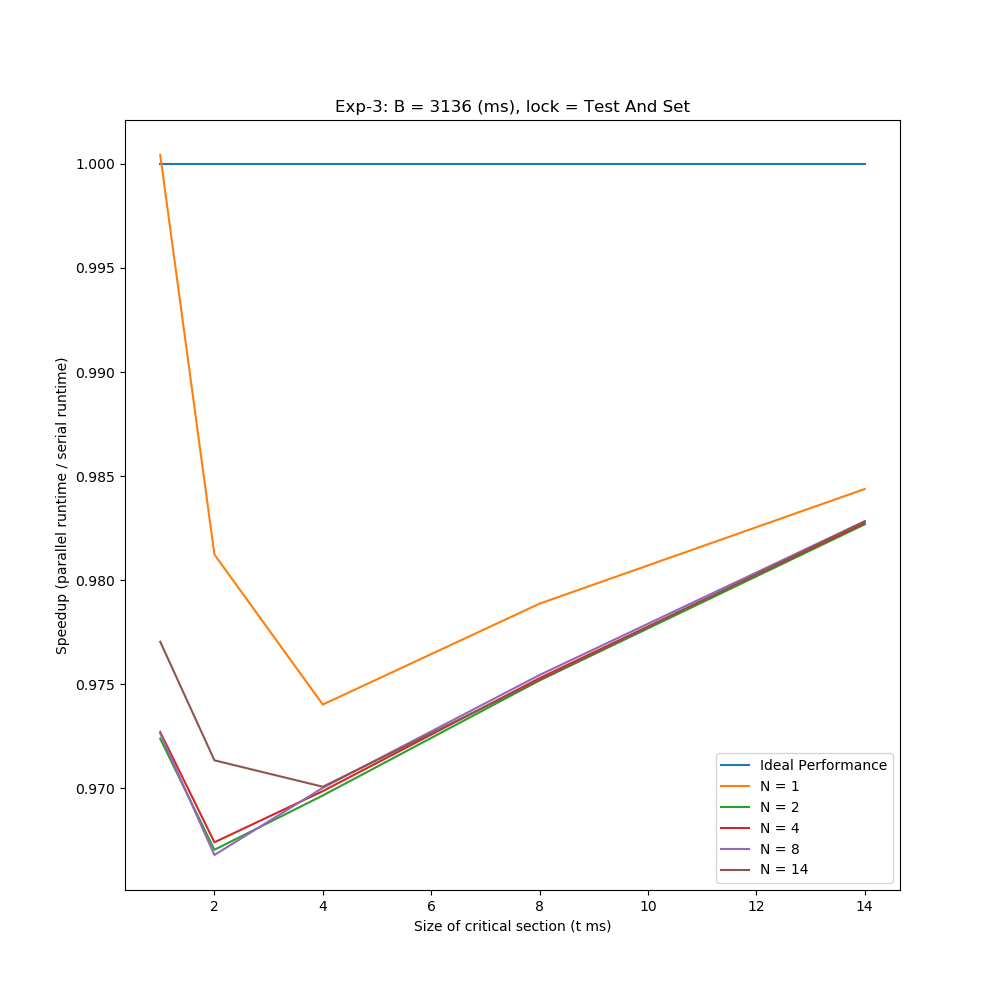 Exp-3: B = 3136 (ms), lock = Test And Set
Speedup (parallel runtime / serial runtime)
1.000
0.995
0.990
0.985
0.980
0.975
0.970
2 4 6 8 10 12 14
Size of critical section (t ms)
Ideal Performance
N = 1
N = 2
N = 4
N = 8
N = 14